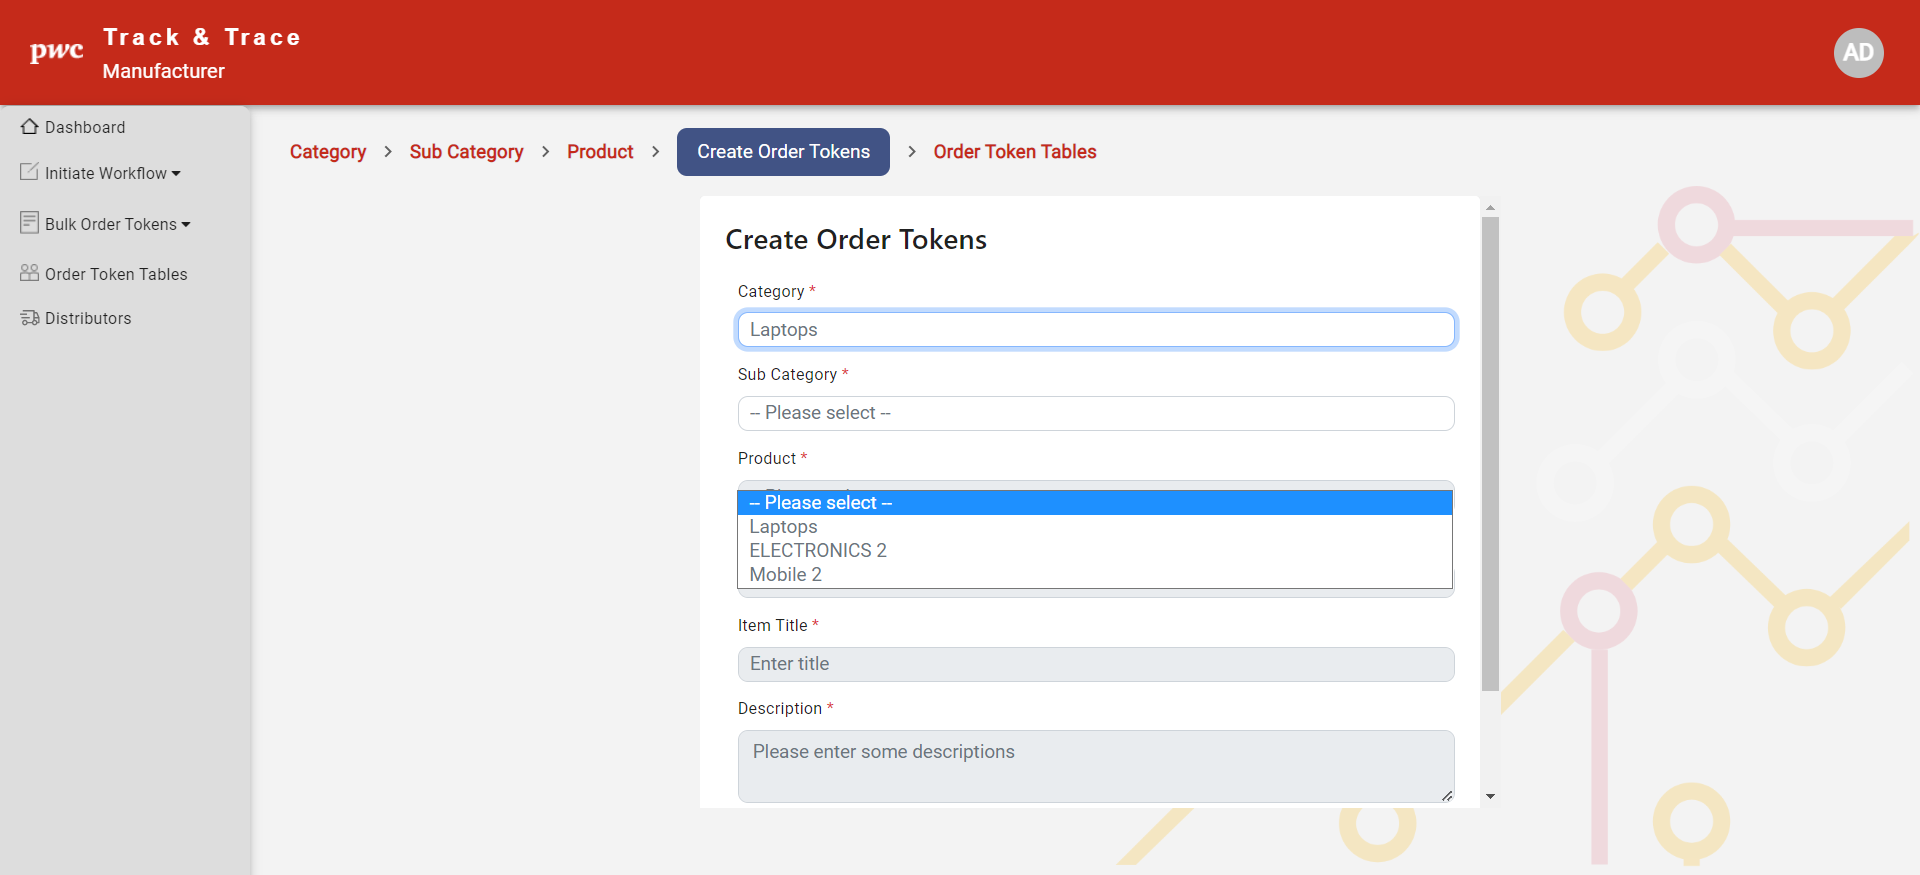 pwc
Track & Trace
Manufacturer
AD
Dashboard
Initiate Workflow
Bulk Order Tokens
Order Token Tables
Distributors
Category > Sub Category > Product > Create Order Tokens > Order Token Tables
Create Order Tokens
Category *
Laptops
Sub Category *
-- Please select --
Product *
-- Please select --
Laptops
ELECTRONICS 2
Mobile 2
Item Title *
Enter title
Description *
Please enter some descriptions